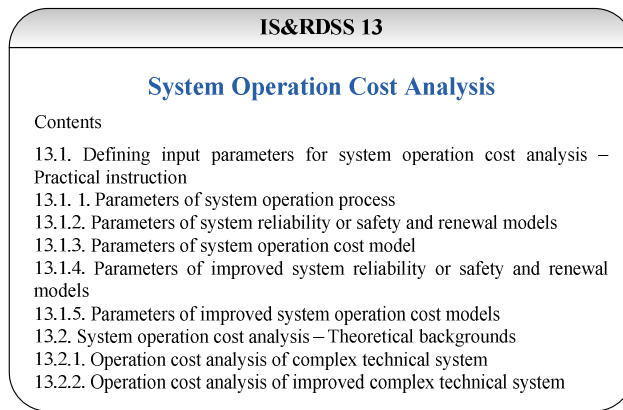 IS&RDSS 13
System Operation Cost Analysis
Contents
13.1. Defining input parameters for system operation cost analysis –
Practical instruction
13.1. 1. Parameters of system operation process
13.1.2. Parameters of system reliability or safety and renewal models
13.1.3. Parameters of system operation cost model
13.1.4. Parameters of improved system reliability or safety and renewal
models
13.1.5. Parameters of improved system operation cost models
13.2. System operation cost analysis – Theoretical backgrounds
13.2.1. Operation cost analysis of complex technical system
13.2.2. Operation cost analysis of improved complex technical system